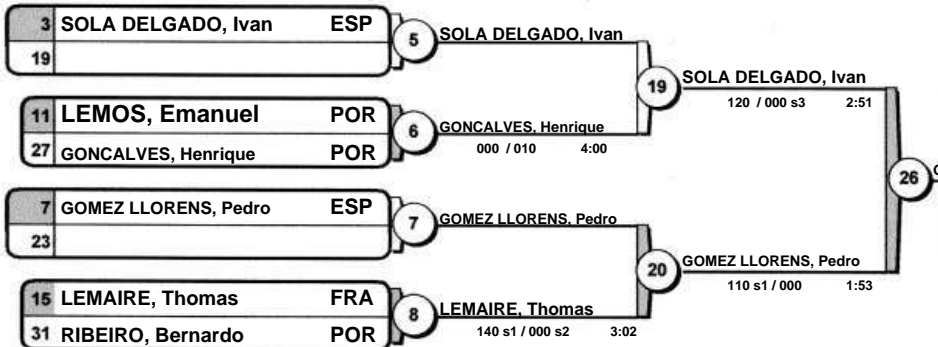 3 SOLA DELGADO, Ivan ESP
19
5
SOLA DELGADO, Ivan
11 LEMOS, Emanuel POR
27 GONCALVES, Henrique POR
6
GONCALVES, Henrique
000 / 010 4:00
19
SOLA DELGADO, Ivan
120 / 000 s3 2:51
7 GOMEZ LLORENS, Pedro ESP
23
7
GOMEZ LLORENS, Pedro
15 LEMAIRE, Thomas FRA
31 RIBEIRO, Bernardo POR
8
LEMAIRE, Thomas
140 s1 / 000 s2 3:02
20
GOMEZ LLORENS, Pedro
110 s1 / 000 1:53
26